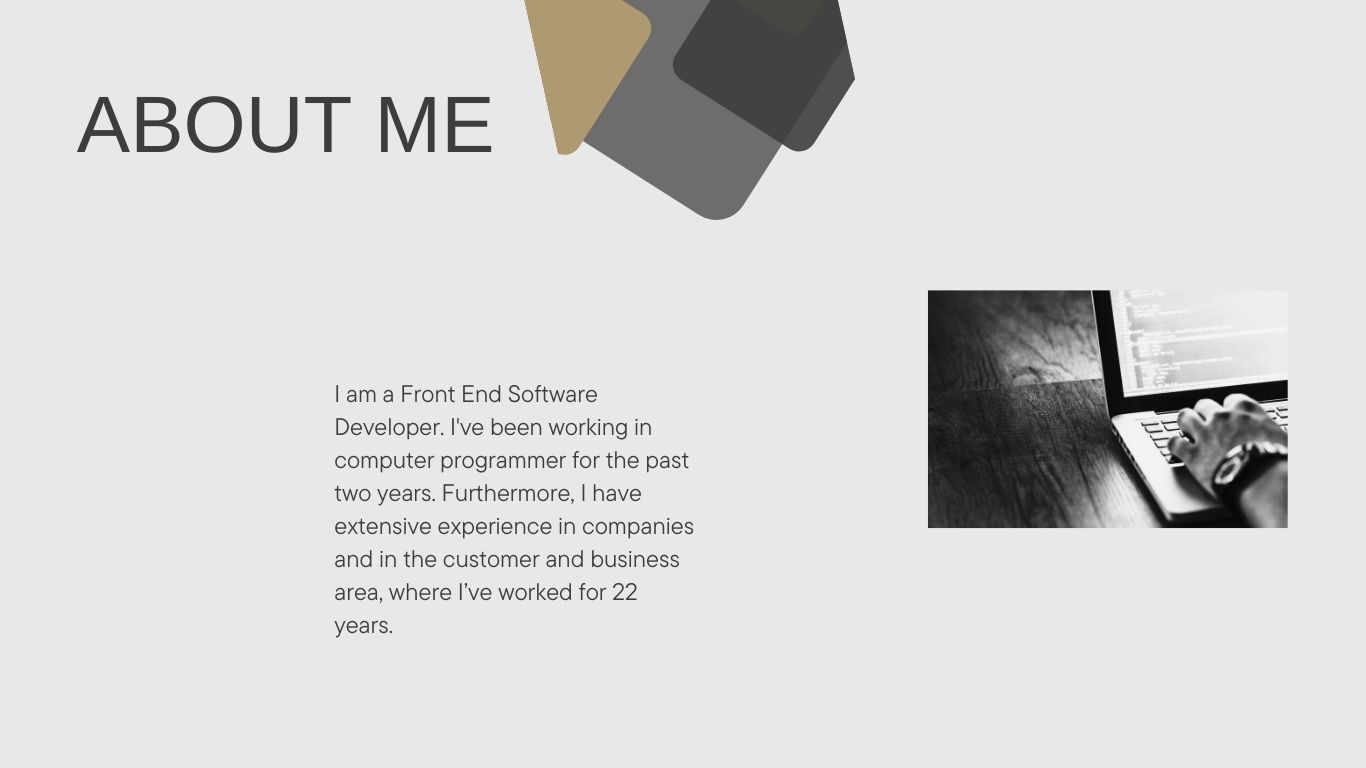 ABOUT ME
I am a Front End Software
Developer. I've been working in
computer programmer for the past
two years. Furthermore, I have
extensive experience in companies
and in the customer and business
area, where I’ve worked for 22
years.